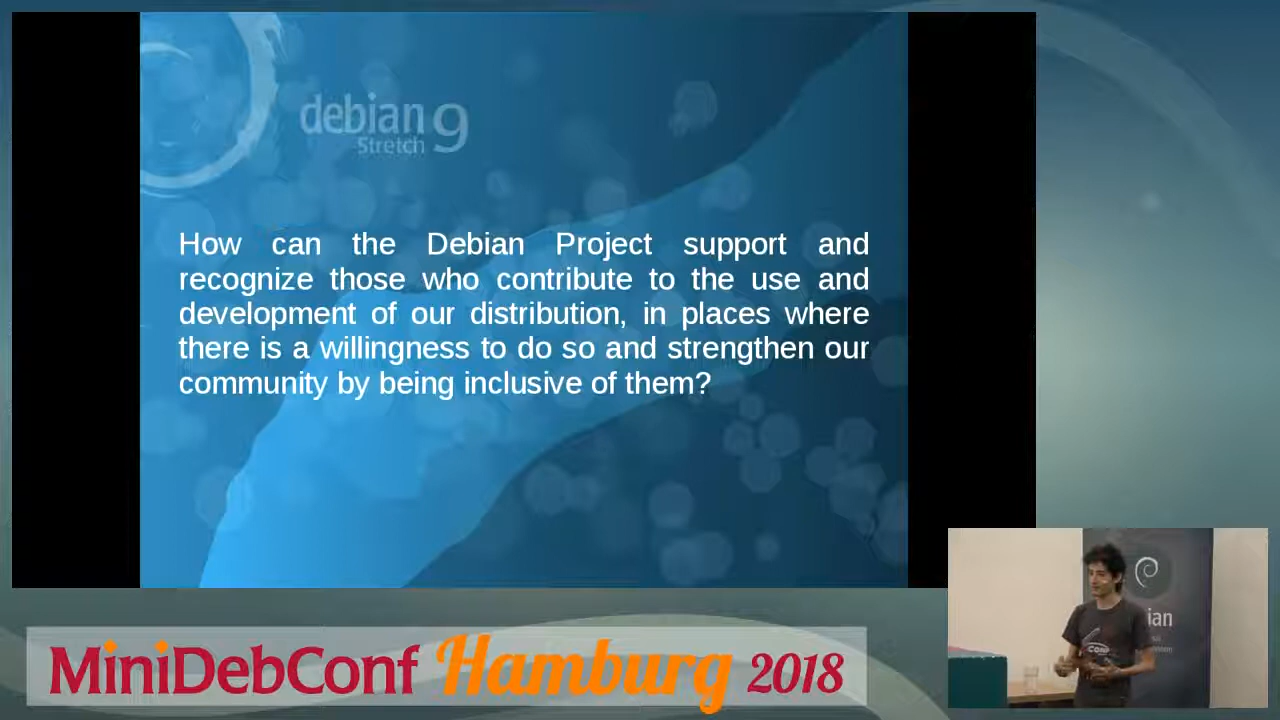 debian 9
Stretch
How can the Debian Project support and
recognize those who contribute to the use and
development of our distribution, in places where
there is a willingness to do so and strengthen our
community by being inclusive of them?
ian
MiniDebConf Hamburg 2018